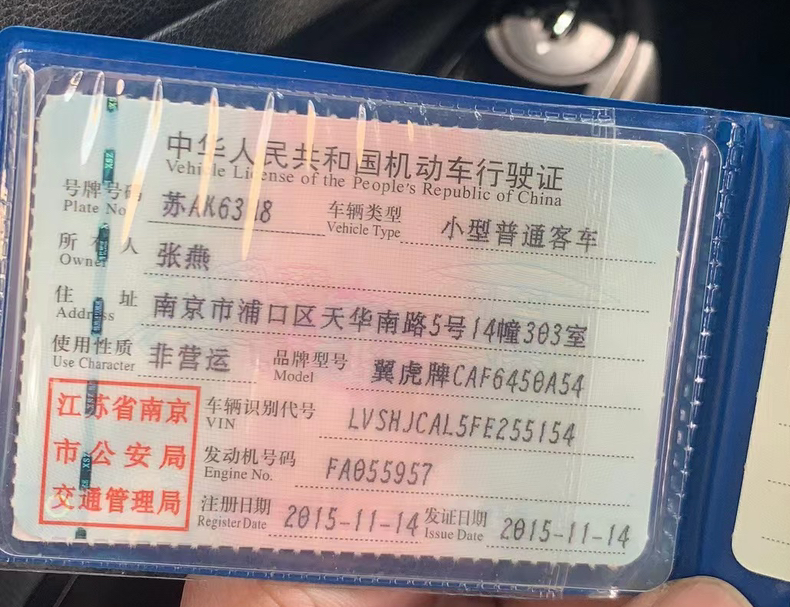 中华人民共和国机动车行驶证
Vehicle License of the People's Republic of China
号牌号码 苏AK63 8 车辆类型 小型普通客车
Plate No. Vehicle Type
所有人 张燕
Owner
住址 南京市浦口区天华南路5号14幢303室
Address
使用性质 非营运 品牌型号 翼虎牌CAF6450A54
Use Character Model
江苏省南京
市公安局
交通管理局
车辆识别代号 LVSHJCAL5FE255154
VIN
发动机号码 FA055957
Engine No.
注册日期 2015-11-14 发证日期 2015-11-14
Register Date Issue Date